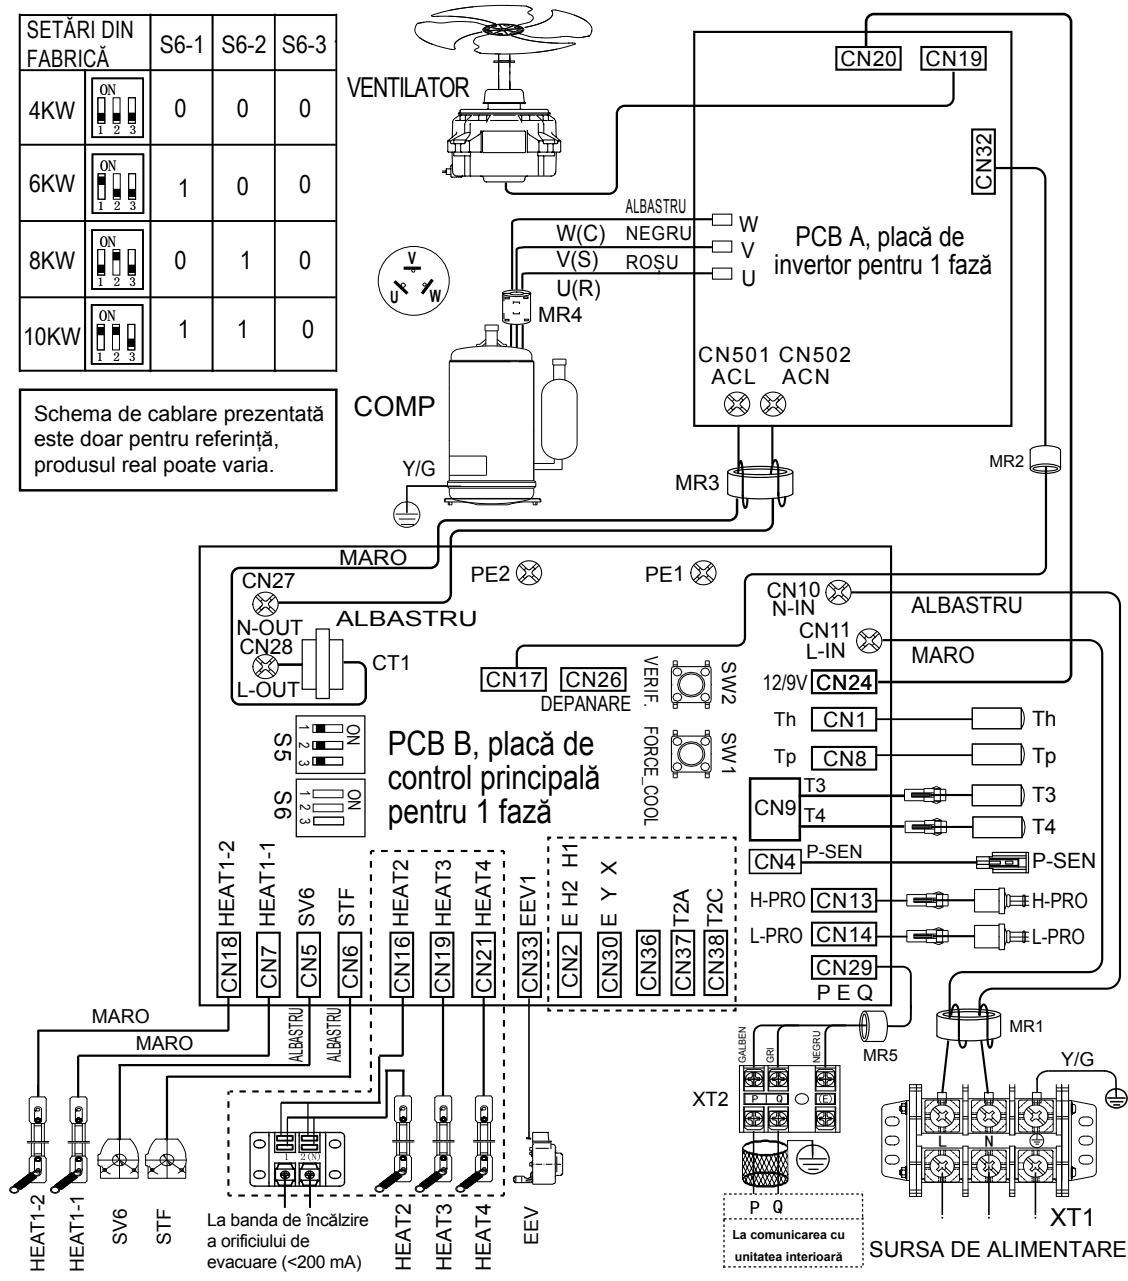 SETĂRI DIN
FABRICĂ
S6-1 S6-2 S6-3
4KW ON 1 2 3 0 0 0
6KW ON 1 2 3 1 0 0
8KW ON 1 2 3 0 1 0
10KW ON 1 2 3 1 1 0
Schema de cablare prezentată
este doar pentru referință,
produsul real poate varia.
VENTILATOR
CN20 CN19
CN32
ALBASTRU
W(C) NEGRU
V(S) ROȘU
U(R)
W
V
U
PCB A, placă de
invertor pentru 1 fază
V
U W
MR4
COMP
Y/G
CN501 CN502
ACL ACN
MR3
MR2
MARO
CN27
N-OUT
ALBASTRU
CN28
L-OUT
CT1
PE2
PE1
CN10
N-IN
ALBASTRU
CN11
L-IN
MARO
CN17 CN26
DEPANARE
VERIF.
SW2
FORCE_COOL
SW1
12/9V CN24
Th CN1 Th
Tp CN8 Tp
CN9
T3 T3
T4 T4
CN4 P-SEN P-SEN
H-PRO CN13 H-PRO
L-PRO CN14 L-PRO
CN29
P E Q
S5
1 2 3
ON
S6
1 2 3
ON
PCB B, placă de
control principală
pentru 1 fază
CN18 HEAT1-2
CN7 HEAT1-1
CN5 SV6
CN6 STF
CN16 HEAT2
CN19 HEAT3
CN21 HEAT4
CN33 EEV1
CN2 E H2 H1
CN30 E Y X
CN36
CN37 T2A
CN38 T2C
MARO
MARO
ALBASTRU
ALBASTRU
1 2(N)
HEAT1-2
HEAT1-1
SV6
STF
La banda de încălzire
a orificiului de
evacuare (<200 mA)
HEAT2
HEAT3
HEAT4
EEV
GALBEN
GRI
NEGRU
MR5
XT2
P Q (E)
P Q
La comunicarea cu
unitatea interioară
MR1
Y/G
L N
XT1
SURSA DE ALIMENTARE